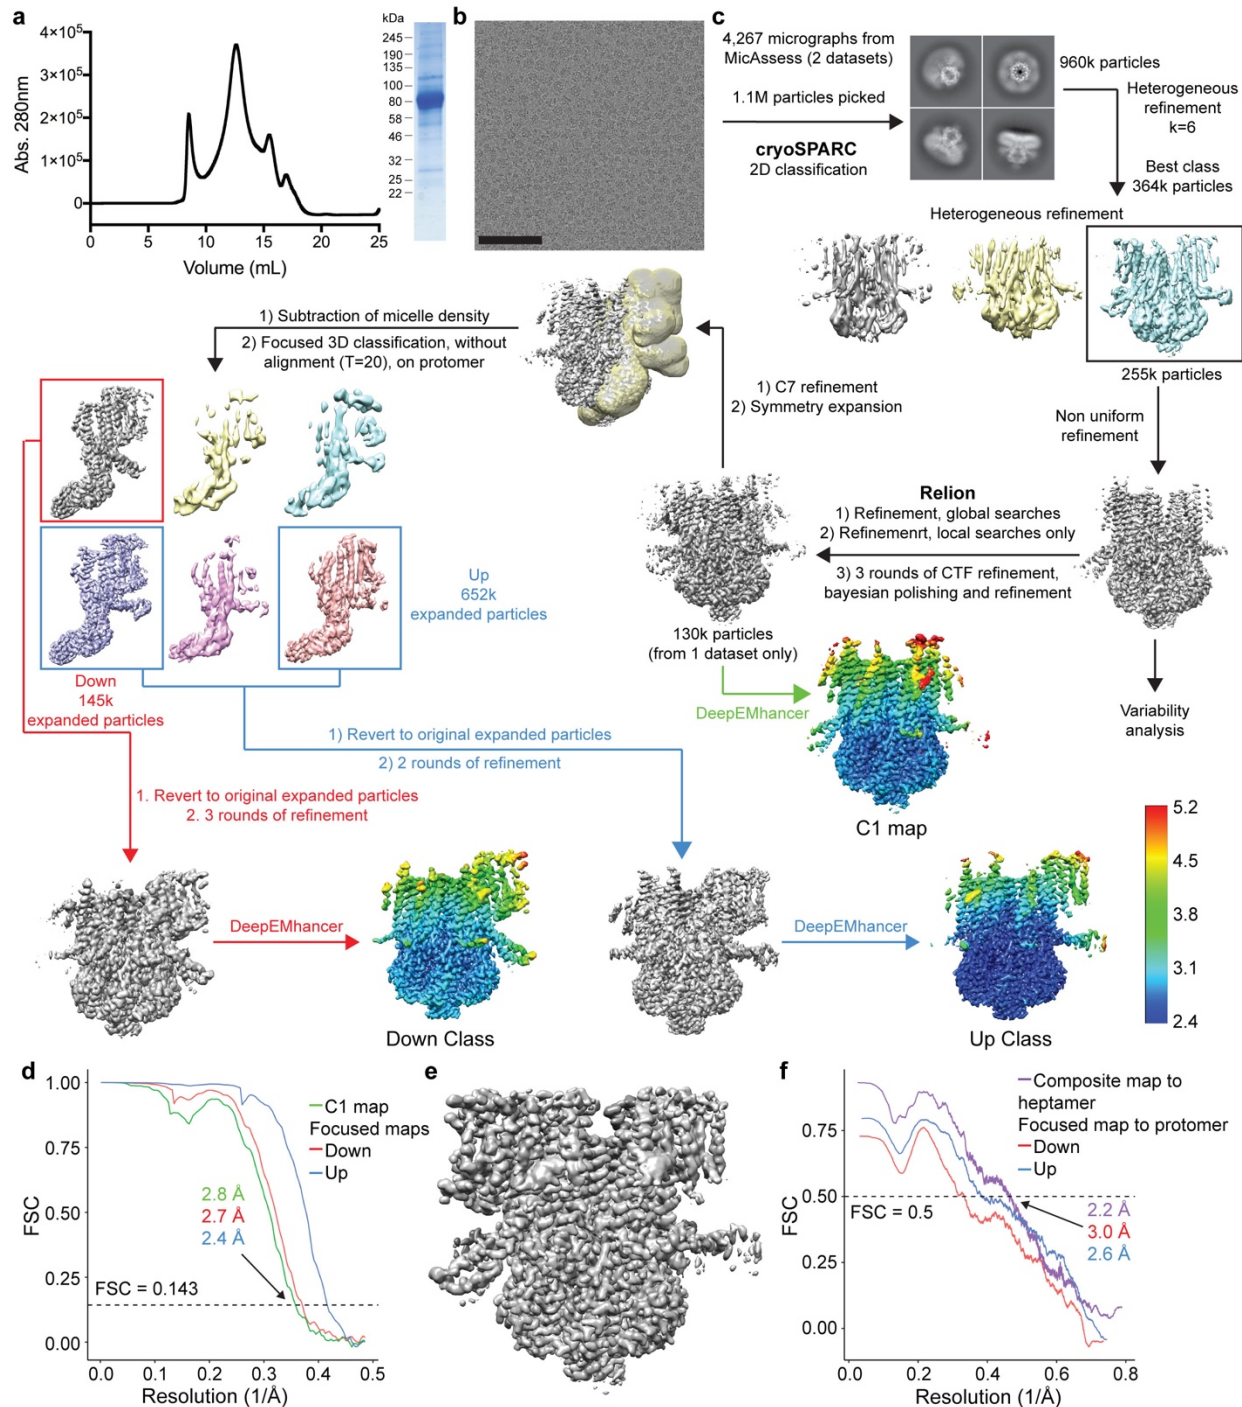 a
Abs. 280nm
4×10⁵
3×10⁵
2×10⁵
1×10⁵
0
0
5
10
15
20
25
Volume (mL)
kDa
245
190
135
100
80
58
46
32
25
22
b
c
4,267 micrographs from
MicAssess (2 datasets)
1.1M particles picked
cryoSPARC
2D classification
960k particles
Heterogeneous
refinement
k=6
Best class
364k particles
Heterogeneous refinement
255k particles
Non uniform
refinement
Variability
analysis
Relion
1) Refinement, global searches
2) Refinemenrt, local searches only
3) 3 rounds of CTF refinement,
bayesian polishing and refinement
130k particles
(from 1 dataset only)
DeepEMhancer
C1 map
1) C7 refinement
2) Symmetry expansion
1) Subtraction of micelle density
2) Focused 3D classification, without
alignment (T=20), on protomer
Up
652k
expanded particles
Down
145k
expanded particles
1) Revert to original expanded particles
2) 2 rounds of refinement
1. Revert to original expanded particles
2. 3 rounds of refinement
DeepEMhancer
Down Class
DeepEMhancer
Up Class
5.2
4.5
3.8
3.1
2.4
d
FSC
1.00
0.75
0.50
0.25
0.00
C1 map
Focused maps
Down
Up
2.8 Å
2.7 Å
2.4 Å
FSC = 0.143
0.0
0.1
0.2
0.3
0.4
0.5
Resolution (1/Å)
e
f
FSC
0.75
0.50
0.25
0.00
Composite map to
heptamer
Focused map to protomer
Down
Up
FSC = 0.5
2.2 Å
3.0 Å
2.6 Å
0.0
0.2
0.4
0.6
0.8
Resolution (1/Å)